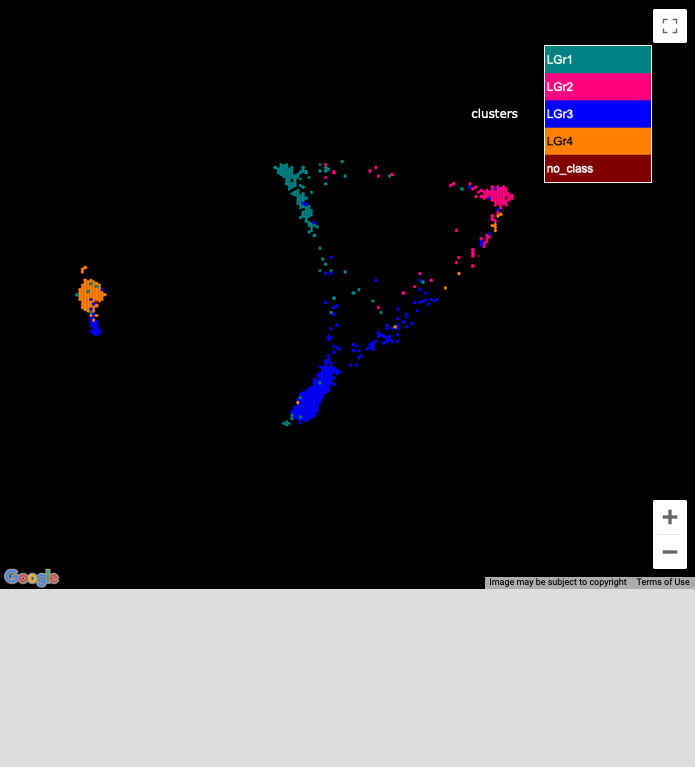 clusters
LGr1
LGr2
LGr3
LGr4
no_class
Google
Image may be subject to copyright Terms of Use